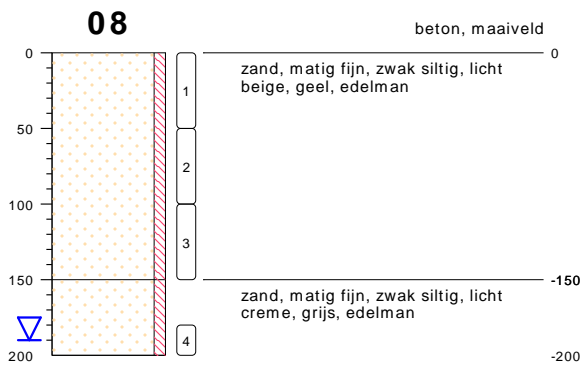 08
beton, maaiveld
0
0
zand, matig fijn, zwak siltig, licht
beige, geel, edelman
1
50
2
100
3
150
-150
zand, matig fijn, zwak siltig, licht
creme, grijs, edelman
4
200
-200